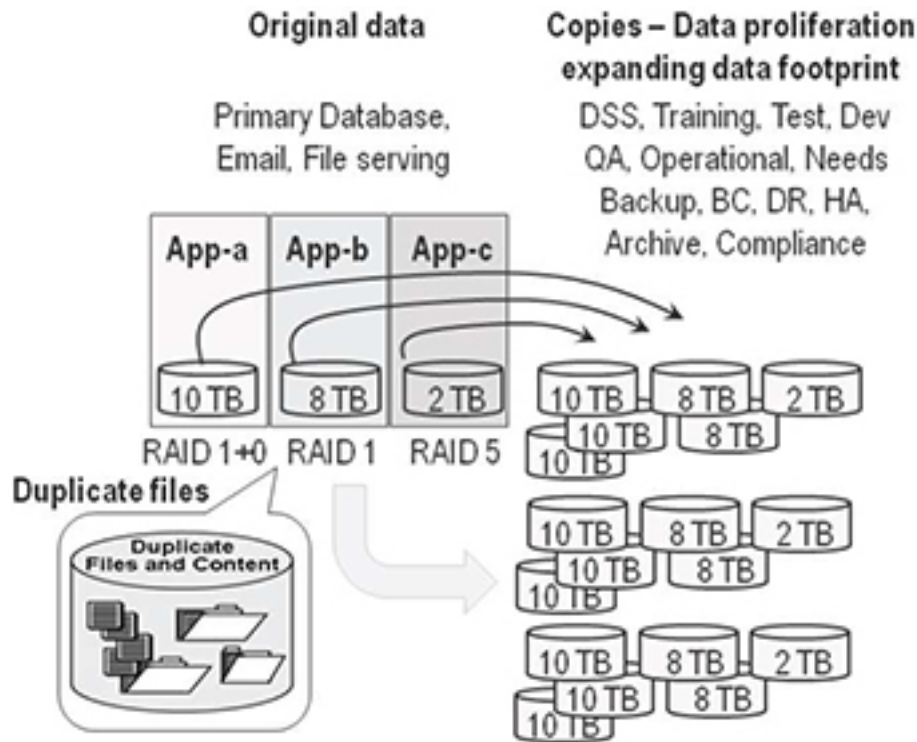 Original data
Primary Database,
Email, File serving
Copies – Data proliferation
expanding data footprint
DSS, Training, Test, Dev
QA, Operational, Needs
Backup, BC, DR, HA,
Archive, Compliance
App-a
App-b
App-c
10 TB
8 TB
2 TB
RAID 1+0
RAID 1
RAID 5
Duplicate files
Duplicate
Files and Content
10 TB
8 TB
2 TB
10 TB
8 TB
10 TB
10 TB
8 TB
2 TB
10 TB
8 TB
10 TB
10 TB
8 TB
2 TB
10 TB
8 TB
10 TB